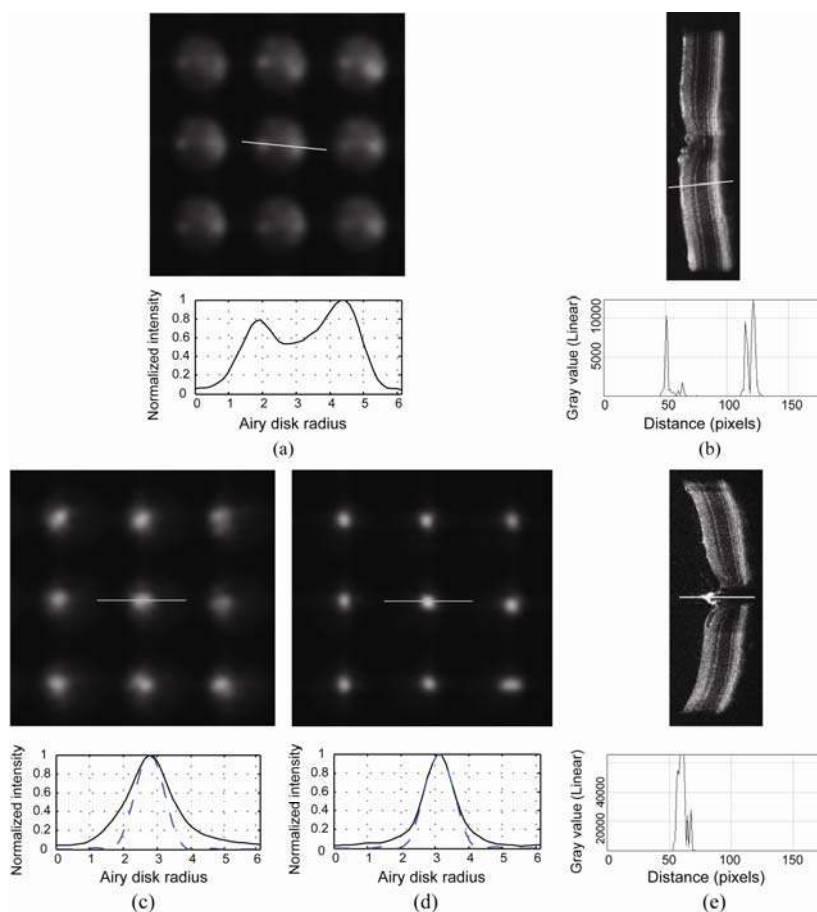 Normalized intensity
1
0.8
0.6
0.4
0.2
0
0 1 2 3 4 5 6
Airy disk radius
(a)
Gray value (Linear)
10000
5000
0 50 100 150
Distance (pixels)
(b)
Normalized intensity
1
0.8
0.6
0.4
0.2
0
0 1 2 3 4 5 6
Airy disk radius
(c)
Normalized intensity
1
0.8
0.6
0.4
0.2
0
0 1 2 3 4 5 6
Airy disk radius
(d)
Gray value (Linear)
40000
20000
0 50 100 150
Distance (pixels)
(e)